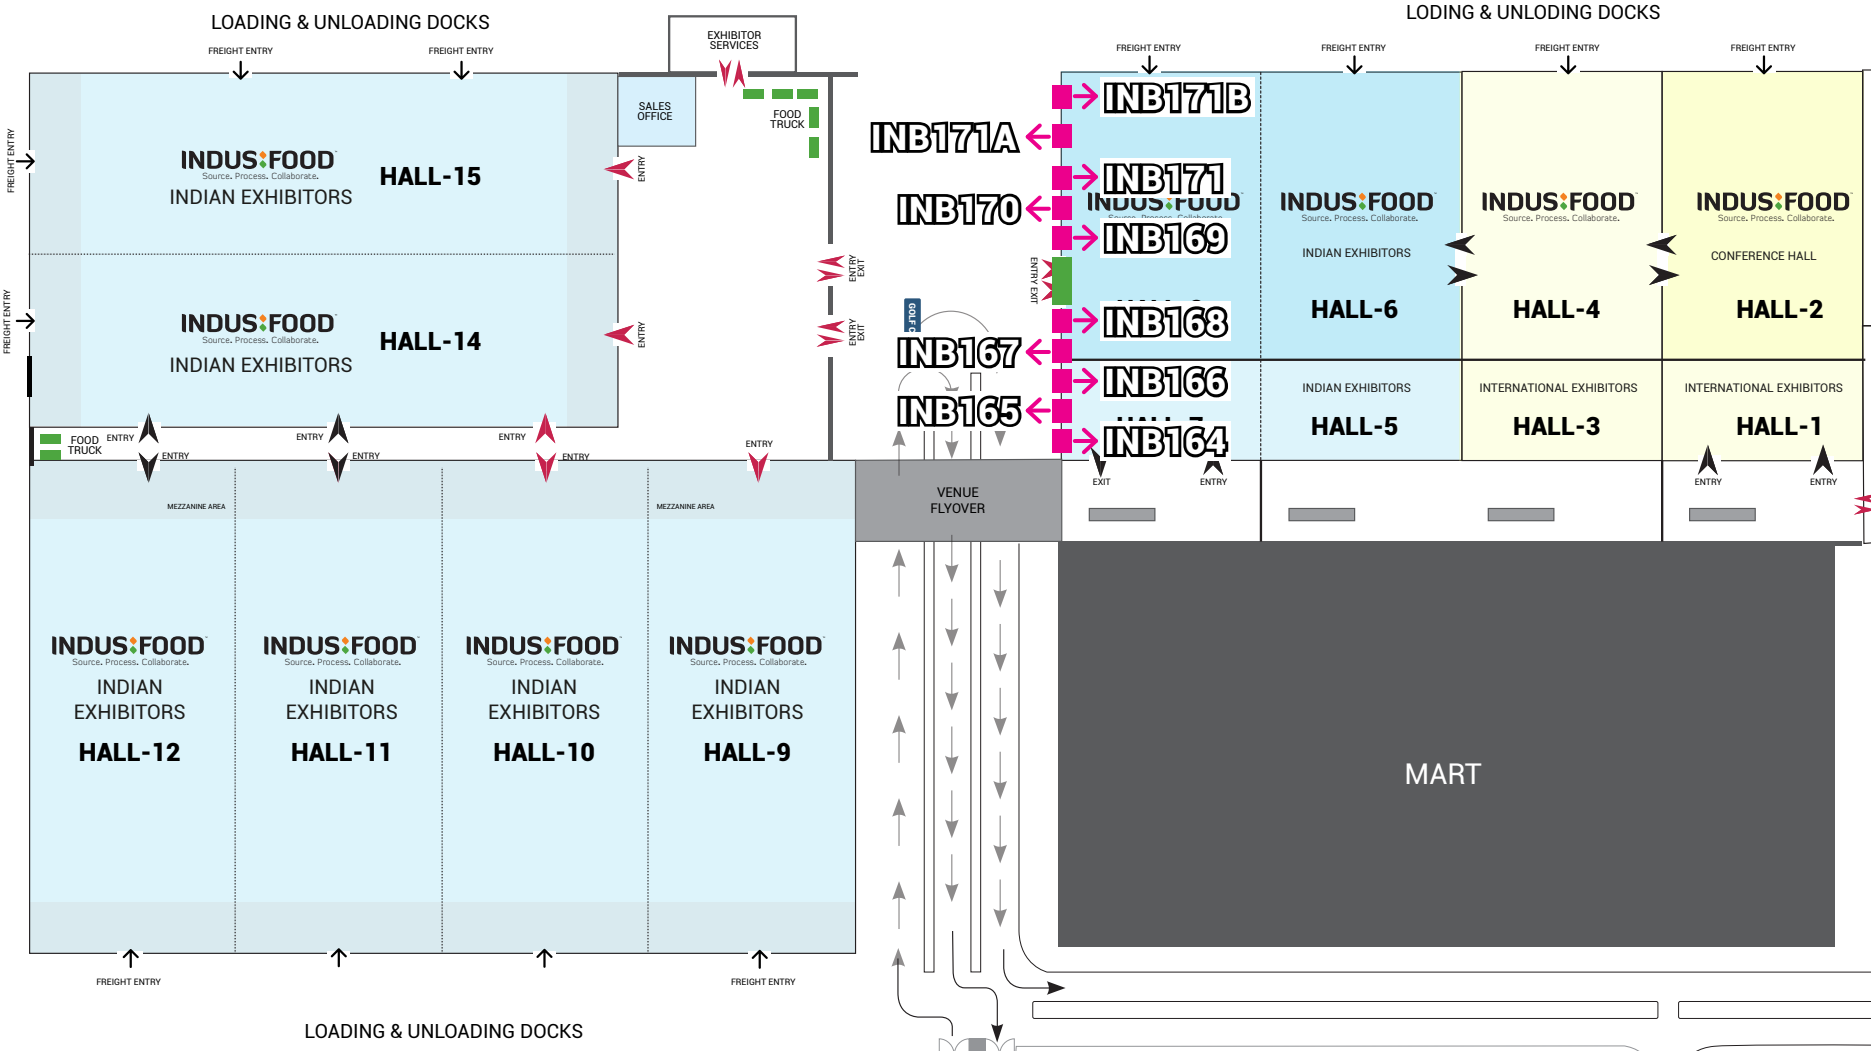 LOADING & UNLOADING DOCKS
FREIGHT ENTRY
FREIGHT ENTRY
EXHIBITOR
SERVICES
SALES
OFFICE
FOOD
TRUCK
FREIGHT ENTRY
INDUS FOOD
Source. Process. Collaborate.
INDIAN EXHIBITORS
HALL-15
ENTRY
FREIGHT ENTRY
INDUS FOOD
Source. Process. Collaborate.
INDIAN EXHIBITORS
HALL-14
ENTRY
ENTRY
EXIT
ENTRY
EXIT
FOOD
TRUCK
ENTRY
ENTRY
ENTRY
ENTRY
ENTRY
ENTRY
ENTRY
MEZZANINE AREA
MEZZANINE AREA
INDUS FOOD
Source. Process. Collaborate.
INDIAN
EXHIBITORS
HALL-12
INDUS FOOD
Source. Process. Collaborate.
INDIAN
EXHIBITORS
HALL-11
INDUS FOOD
Source. Process. Collaborate.
INDIAN
EXHIBITORS
HALL-10
INDUS FOOD
Source. Process. Collaborate.
INDIAN
EXHIBITORS
HALL-9
FREIGHT ENTRY
FREIGHT ENTRY
LOADING & UNLOADING DOCKS
LODING & UNLODING DOCKS
FREIGHT ENTRY
FREIGHT ENTRY
FREIGHT ENTRY
FREIGHT ENTRY
INB171B
INB171A
INB171
INB170
INDUS FOOD
INB169
ENTRY EXIT
INB168
INB167
INB166
INB165
INB164
GOLF
INDUS FOOD
Source. Process. Collaborate.
INDIAN EXHIBITORS
HALL-6
INDUS FOOD
Source. Process. Collaborate.
HALL-4
INDUS FOOD
Source. Process. Collaborate.
CONFERENCE HALL
HALL-2
INDIAN EXHIBITORS
HALL-5
INTERNATIONAL EXHIBITORS
HALL-3
INTERNATIONAL EXHIBITORS
HALL-1
EXIT
ENTRY
ENTRY
ENTRY
VENUE
FLYOVER
MART